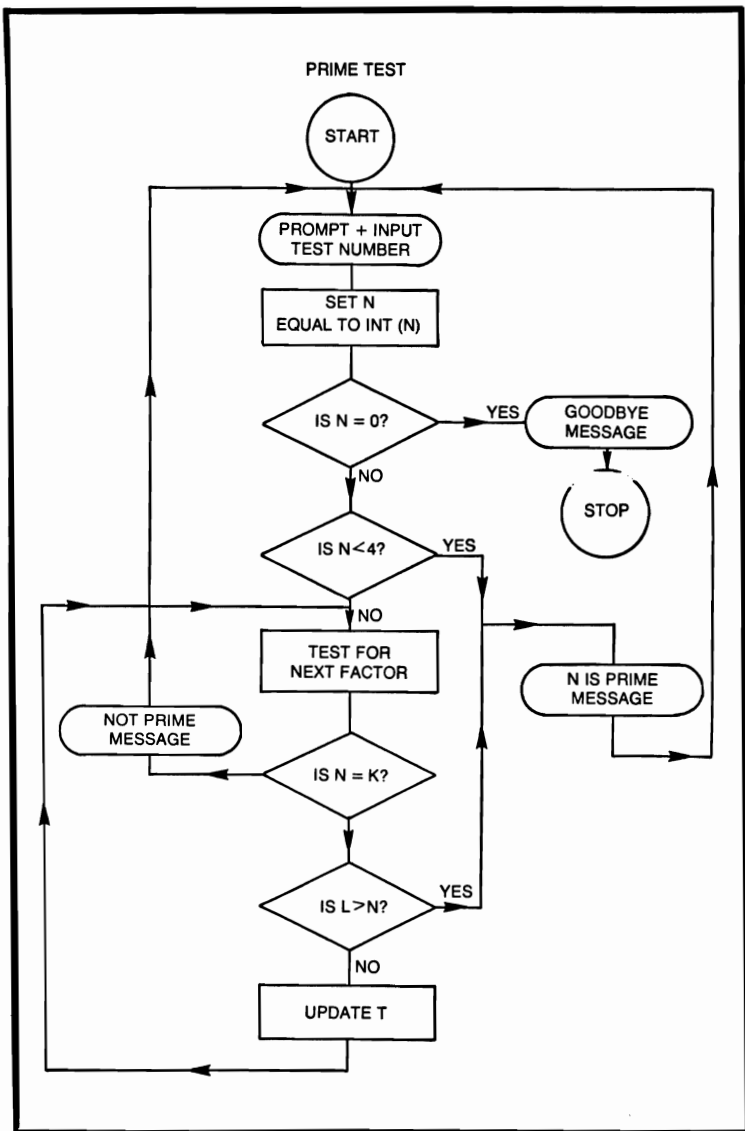 PRIME TEST
START
PROMPT + INPUT
TEST NUMBER
SET N
EQUAL TO INT (N)
IS N = 0?
YES
GOODBYE
MESSAGE
NO
STOP
IS N<4?
YES
NO
TEST FOR
NEXT FACTOR
N IS PRIME
MESSAGE
NOT PRIME
MESSAGE
IS N = K?
IS L>N?
YES
NO
UPDATE T